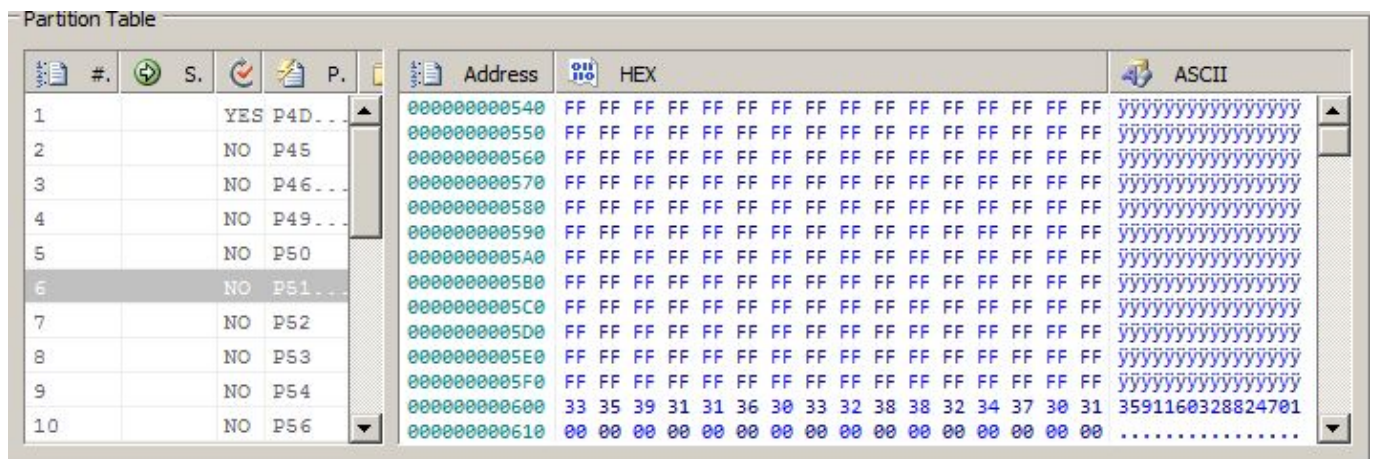 Partition Table
#. S. P. Address HEX ASCII
1 YES P4D...
2 NO P45
3 NO P46...
4 NO P49...
5 NO P50
6 NO P51...
7 NO P52
8 NO P53
9 NO P54
10 NO P56
000000000540 FF FF FF FF FF FF FF FF FF FF FF FF FF FF FF FF ÿÿÿÿÿÿÿÿÿÿÿÿÿÿÿÿ
000000000550 FF FF FF FF FF FF FF FF FF FF FF FF FF FF FF FF ÿÿÿÿÿÿÿÿÿÿÿÿÿÿÿÿ
000000000560 FF FF FF FF FF FF FF FF FF FF FF FF FF FF FF FF ÿÿÿÿÿÿÿÿÿÿÿÿÿÿÿÿ
000000000570 FF FF FF FF FF FF FF FF FF FF FF FF FF FF FF FF ÿÿÿÿÿÿÿÿÿÿÿÿÿÿÿÿ
000000000580 FF FF FF FF FF FF FF FF FF FF FF FF FF FF FF FF ÿÿÿÿÿÿÿÿÿÿÿÿÿÿÿÿ
000000000590 FF FF FF FF FF FF FF FF FF FF FF FF FF FF FF FF ÿÿÿÿÿÿÿÿÿÿÿÿÿÿÿÿ
0000000005A0 FF FF FF FF FF FF FF FF FF FF FF FF FF FF FF FF ÿÿÿÿÿÿÿÿÿÿÿÿÿÿÿÿ
0000000005B0 FF FF FF FF FF FF FF FF FF FF FF FF FF FF FF FF ÿÿÿÿÿÿÿÿÿÿÿÿÿÿÿÿ
0000000005C0 FF FF FF FF FF FF FF FF FF FF FF FF FF FF FF FF ÿÿÿÿÿÿÿÿÿÿÿÿÿÿÿÿ
0000000005D0 FF FF FF FF FF FF FF FF FF FF FF FF FF FF FF FF ÿÿÿÿÿÿÿÿÿÿÿÿÿÿÿÿ
0000000005E0 FF FF FF FF FF FF FF FF FF FF FF FF FF FF FF FF ÿÿÿÿÿÿÿÿÿÿÿÿÿÿÿÿ
0000000005F0 FF FF FF FF FF FF FF FF FF FF FF FF FF FF FF FF ÿÿÿÿÿÿÿÿÿÿÿÿÿÿÿÿ
000000000600 33 35 39 31 31 36 30 33 32 38 38 32 34 37 30 31 3591160328824701
000000000610 00 00 00 00 00 00 00 00 00 00 00 00 00 00 00 00 ................